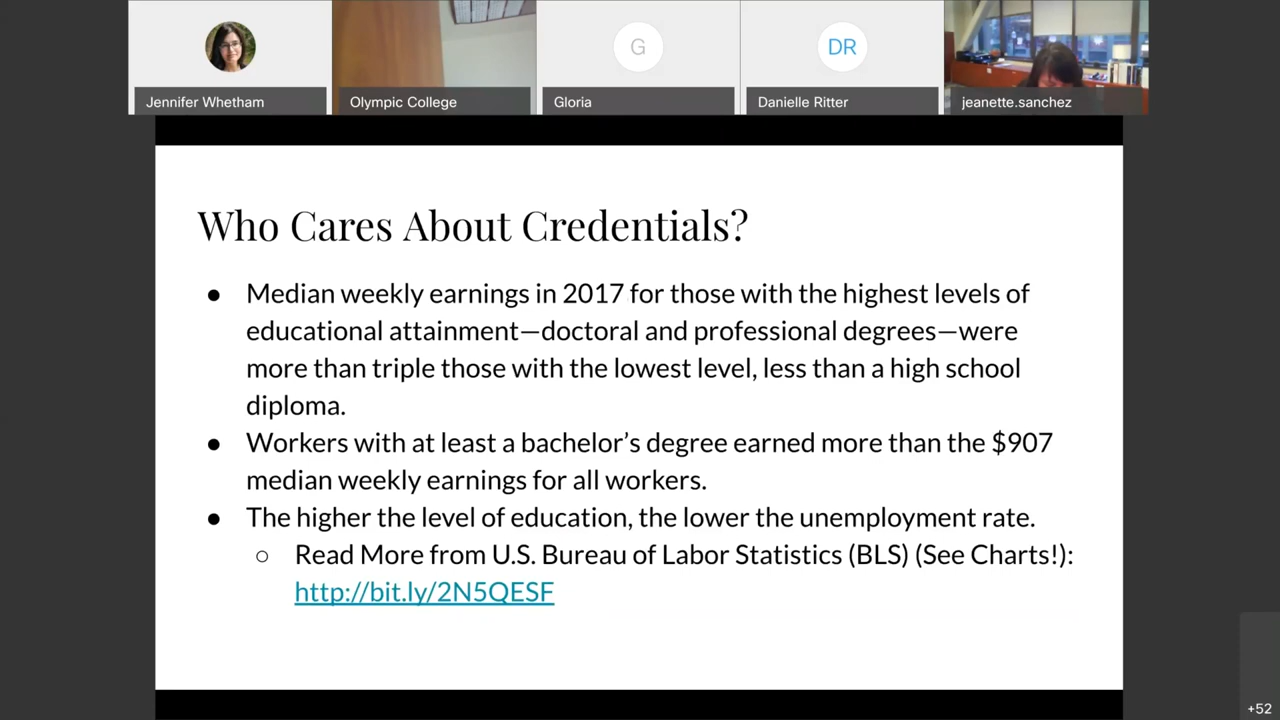 Jennifer Whetham
Olympic College
G
Gloria
DR
Danielle Ritter
jeanette.sanchez
Who Cares About Credentials?
● Median weekly earnings in 2017 for those with the highest levels of
educational attainment—doctoral and professional degrees—were
more than triple those with the lowest level, less than a high school
diploma.
● Workers with at least a bachelor’s degree earned more than the $907
median weekly earnings for all workers.
● The higher the level of education, the lower the unemployment rate.
○ Read More from U.S. Bureau of Labor Statistics (BLS) (See Charts!):
http://bit.ly/2N5QESF
+52